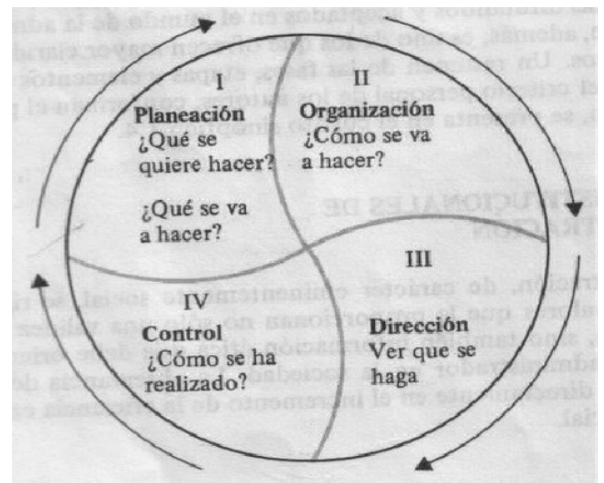 I
Planeación
¿Qué se
quiere hacer?
¿Qué se va
a hacer?
II
Organización
¿Cómo se va
a hacer?
III
Dirección
Ver que se
haga
IV
Control
¿Cómo se ha
realizado?